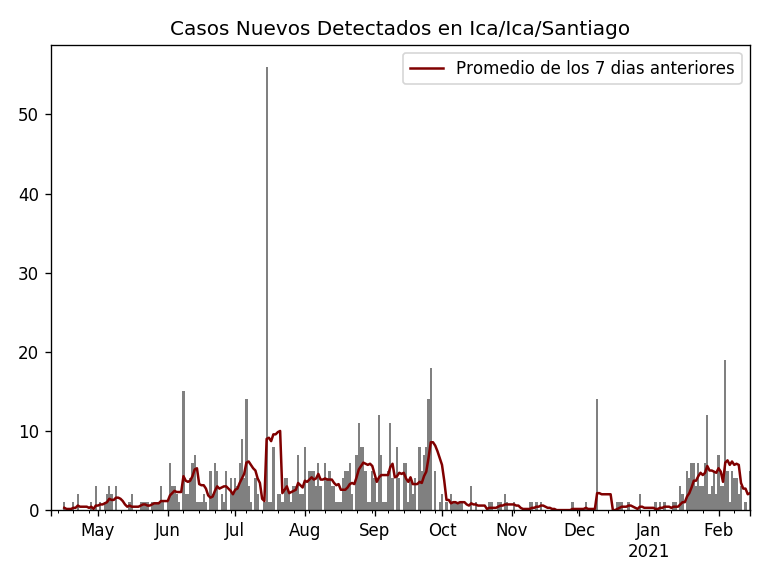 Casos Nuevos Detectados en Ica/Ica/Santiago
Promedio de los 7 dias anteriores
50
40
30
20
10
0
May Jun Jul Aug Sep Oct Nov Dec Jan Feb
2021